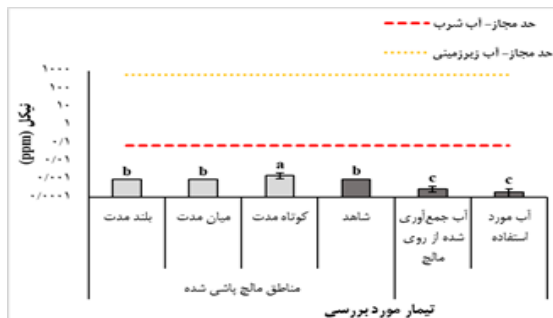 حد مجاز- آب شرب
حد مجاز- آب زیرزمینی
نیکل (ppm)
۱۰۰۰
۱۰۰
۱۰
۱
۰/۱
۰/۰۱
۰/۰۰۱
۰/۰۰۰۱
b
b
a
b
c
c
بلند مدت
میان مدت
کوتاه مدت
شاهد
آب جمع‌آوری
شده از روی
مالچ
آب مورد
استفاده
مناطق مالچ پاشی شده
تیمار مورد بررسی